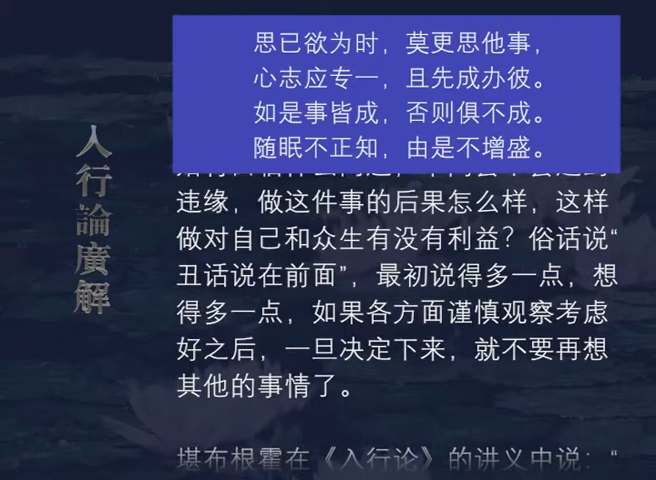 思已欲为时，莫更思他事，
心志应专一，且先成办彼。
如是事皆成，否则俱不成。
随眠不正知，由是不增盛。
入行論廣解
违缘，做这件事的后果怎么样，这样
做对自己和众生有没有利益？俗话说“
丑话说在前面”，最初说得多一点，想
得多一点，如果各方面谨慎观察考虑
好之后，一旦决定下来，就不要再想
其他的事情了。
堪布根霍在《入行论》的讲义中说：“